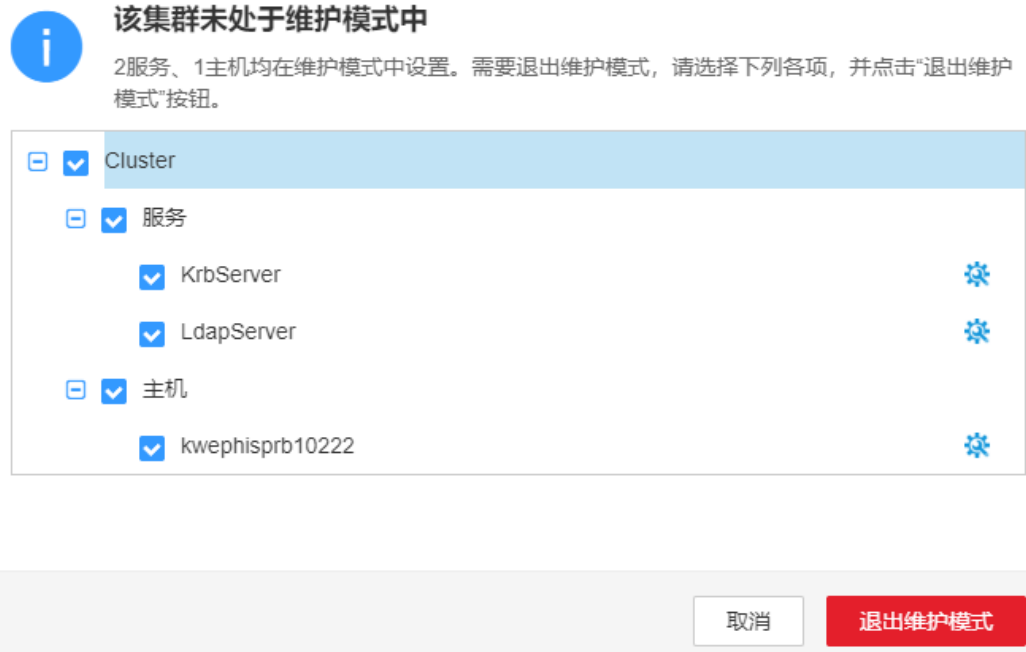 该集群未处于维护模式中
2服务、1主机均在维护模式中设置。需要退出维护模式，请选择下列各项，并点击“退出维护
模式”按钮。
Cluster
服务
KrbServer
LdapServer
主机
kwephisprb10222
取消
退出维护模式